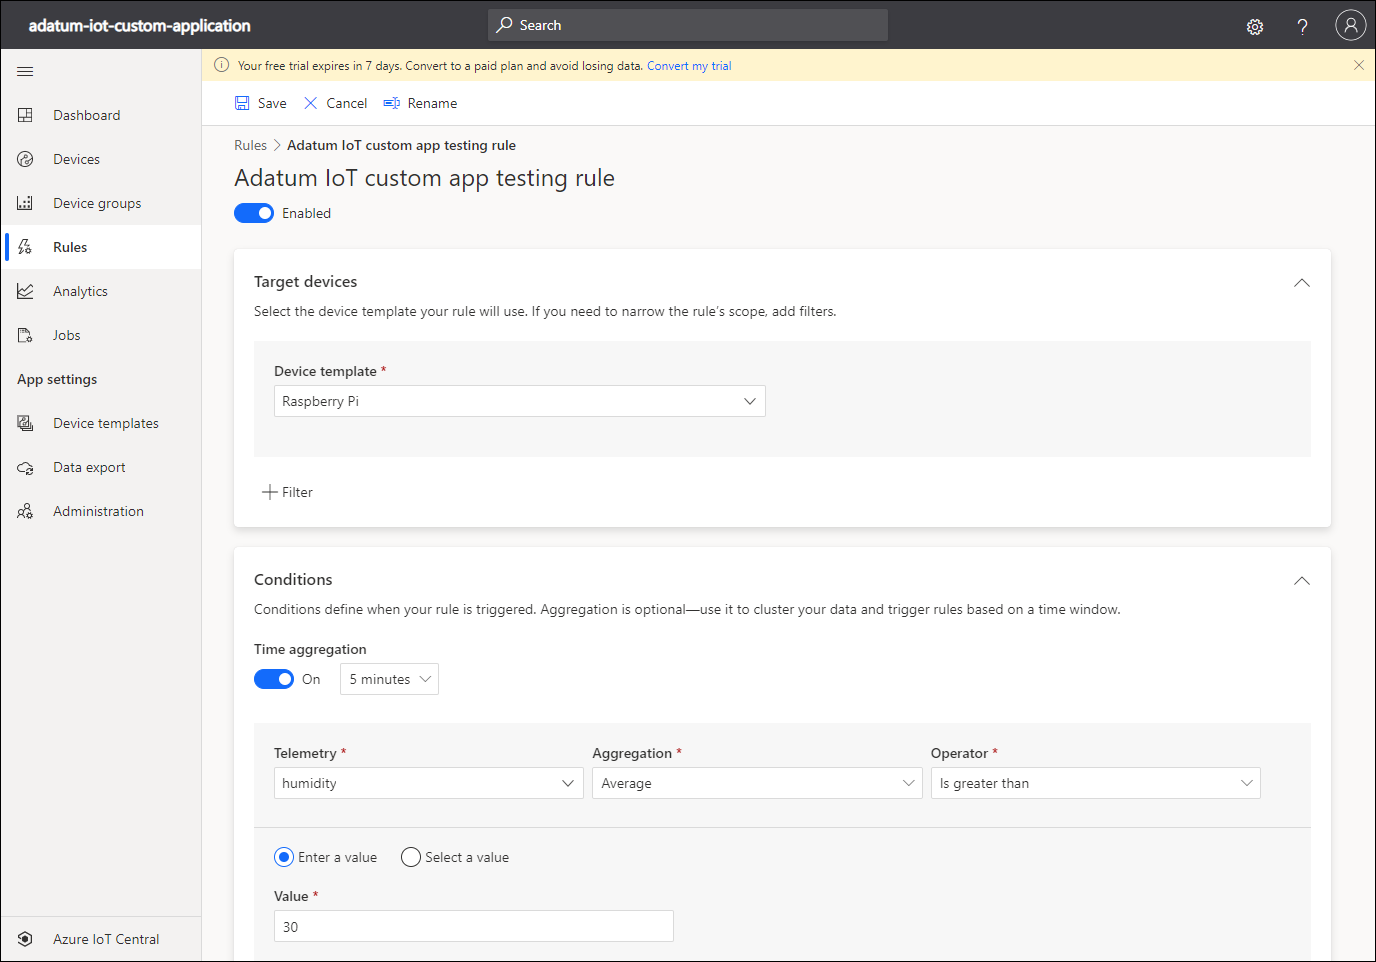 adatum-iot-custom-application
Search
?
Your free trial expires in 7 days. Convert to a paid plan and avoid losing data. Convert my trial
Save Cancel Rename
Dashboard
Devices
Device groups
Rules
Analytics
Jobs
App settings
Device templates
Data export
Administration
Azure IoT Central
Rules > Adatum IoT custom app testing rule
Adatum IoT custom app testing rule
Enabled
Target devices
Select the device template your rule will use. If you need to narrow the rule’s scope, add filters.
Device template *
Raspberry Pi
+ Filter
Conditions
Conditions define when your rule is triggered. Aggregation is optional—use it to cluster your data and trigger rules based on a time window.
Time aggregation
On 5 minutes
Telemetry * Aggregation * Operator *
humidity Average Is greater than
Enter a value Select a value
Value *
30